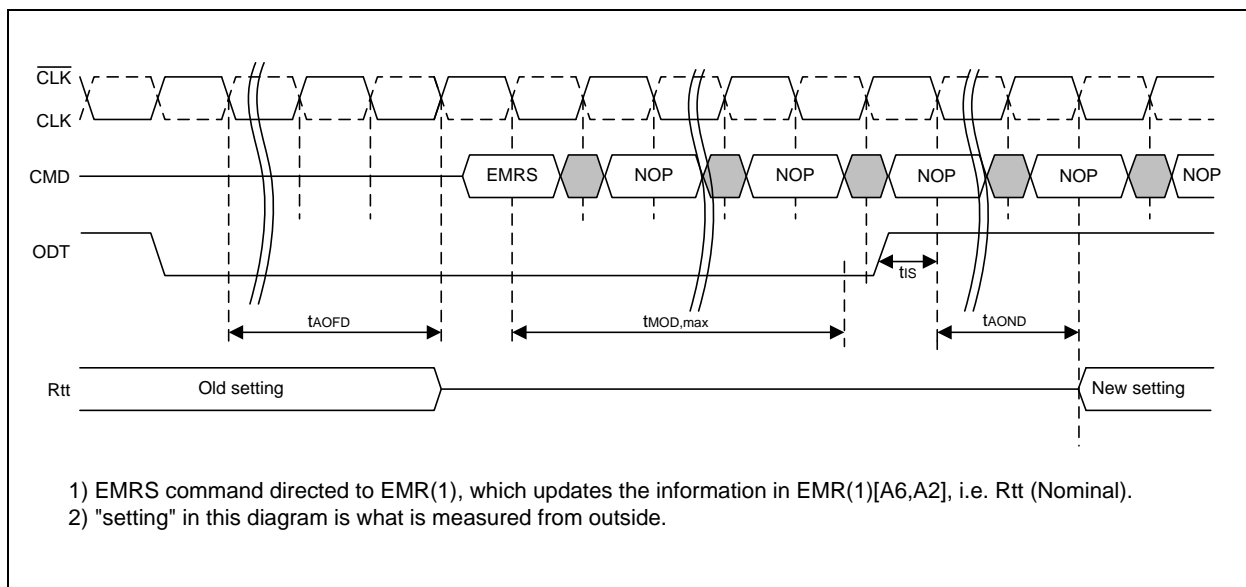 CLK
CLK
CMD EMRS NOP NOP NOP NOP NOP
ODT
tIS
tAOFD tMOD,max tAOND
Rtt Old setting New setting
1) EMRS command directed to EMR(1), which updates the information in EMR(1)[A6,A2], i.e. Rtt (Nominal).
2) "setting" in this diagram is what is measured from outside.